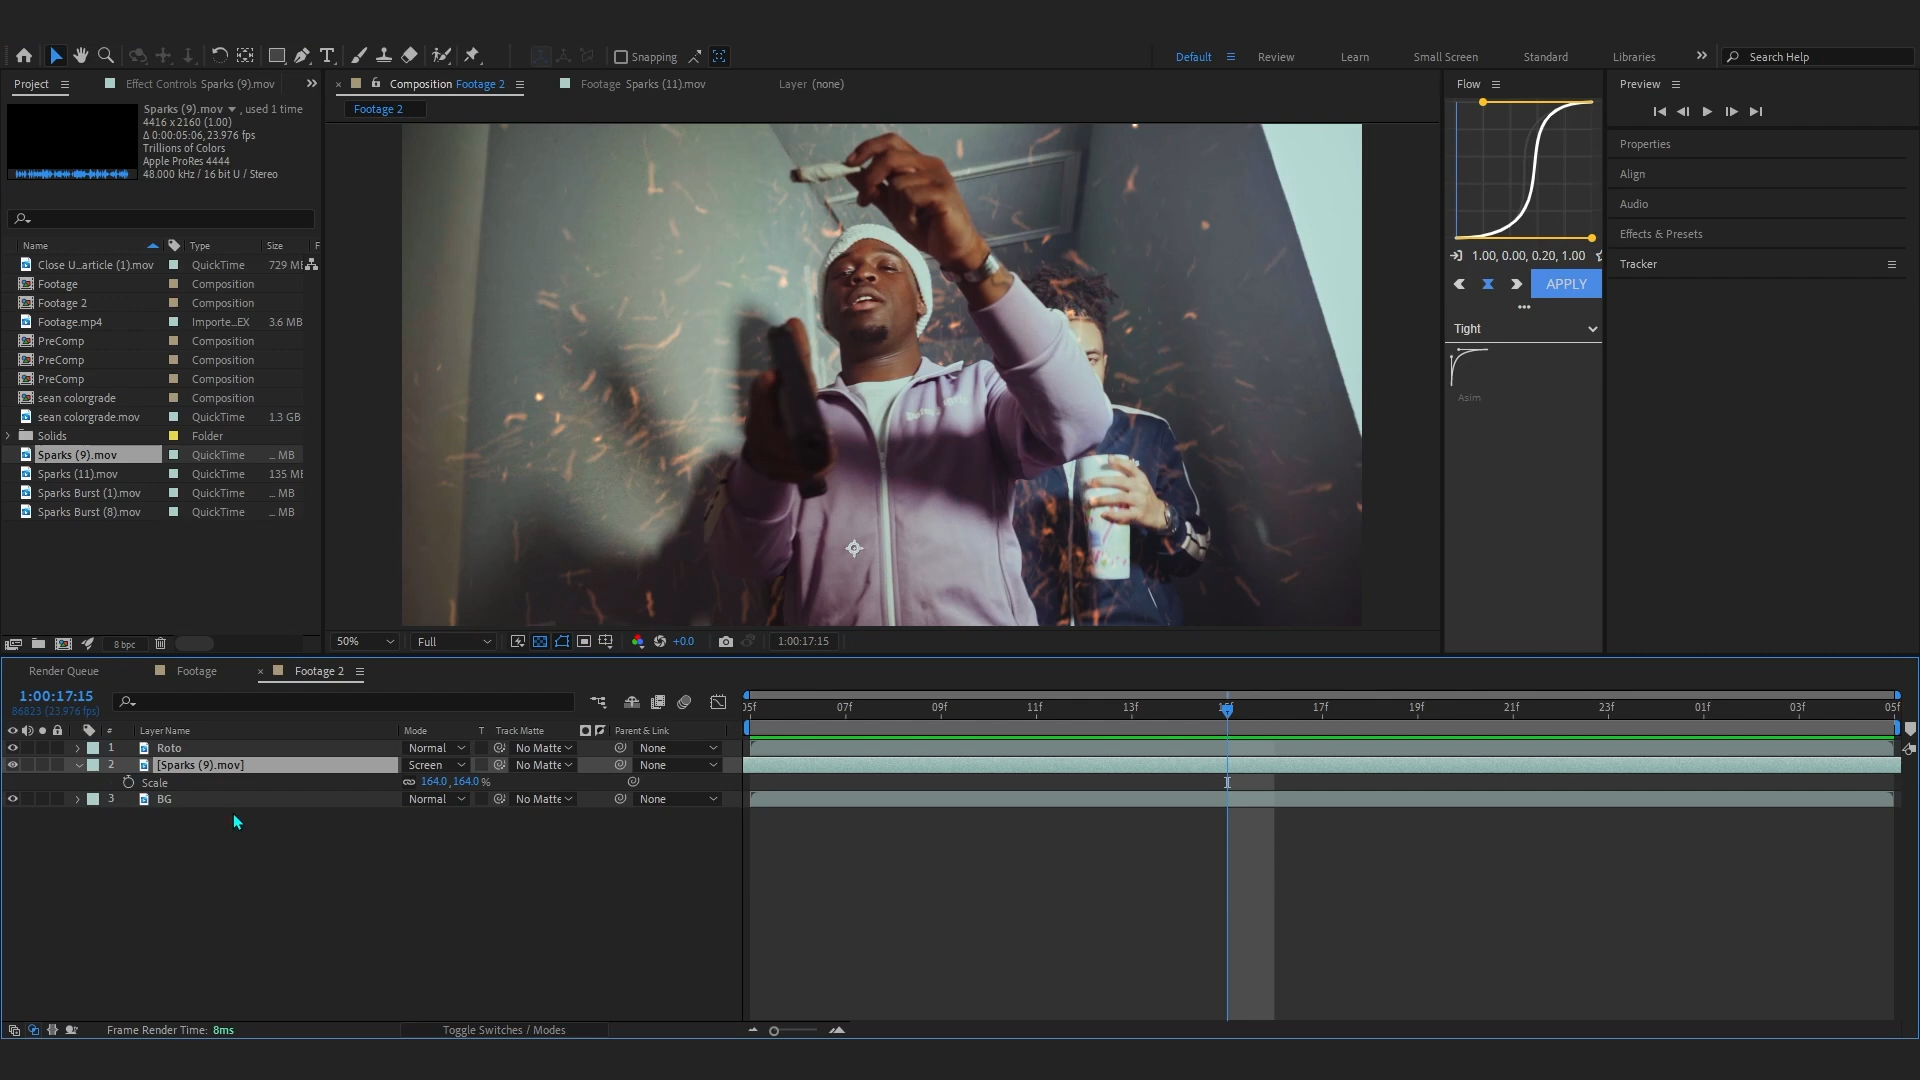 Snapping
Default
Review
Learn
Small Screen
Standard
Libraries
Search Help
Project
Effect Controls Sparks (9).mov
Composition Footage 2
Footage Sparks (11).mov
Layer (none)
Flow
Preview
Footage 2
Sparks (9).mov , used 1 time
4416 x 2160 (1.00)
Δ 0:00:05:06, 23.976 fps
Trillions of Colors
Apple ProRes 4444
48.000 kHz / 16 bit U / Stereo
Name Type Size F
Close U...article (1).mov QuickTime 729 ME
Footage Composition
Footage 2 Composition
Footage.mp4 Importe...EX 3.6 MB
PreComp Composition
PreComp Composition
PreComp Composition
sean colorgrade Composition
sean colorgrade.mov QuickTime 1.3 GB
Solids Folder
Sparks (9).mov QuickTime ... MB
Sparks (11).mov QuickTime 135 ME
Sparks Burst (1).mov QuickTime ... MB
Sparks Burst (8).mov QuickTime ... MB
8 bpc
50%
Full
+0.0
1:00:17:15
1.00, 0.00, 0.20, 1.00
APPLY
Tight
Asim
Properties
Align
Audio
Effects & Presets
Tracker
Render Queue
Footage
Footage 2
1:00:17:15
86823 (23.976 fps)
05f 07f 09f 11f 13f 15f 17f 19f 21f 23f 01f 03f 05f
# Layer Name Mode T Track Matte Parent & Link
1 Roto Normal No Matte None
2 [Sparks (9).mov] Screen No Matte None
Scale 164.0, 164.0 %
3 BG Normal No Matte None
Frame Render Time: 8ms
Toggle Switches / Modes